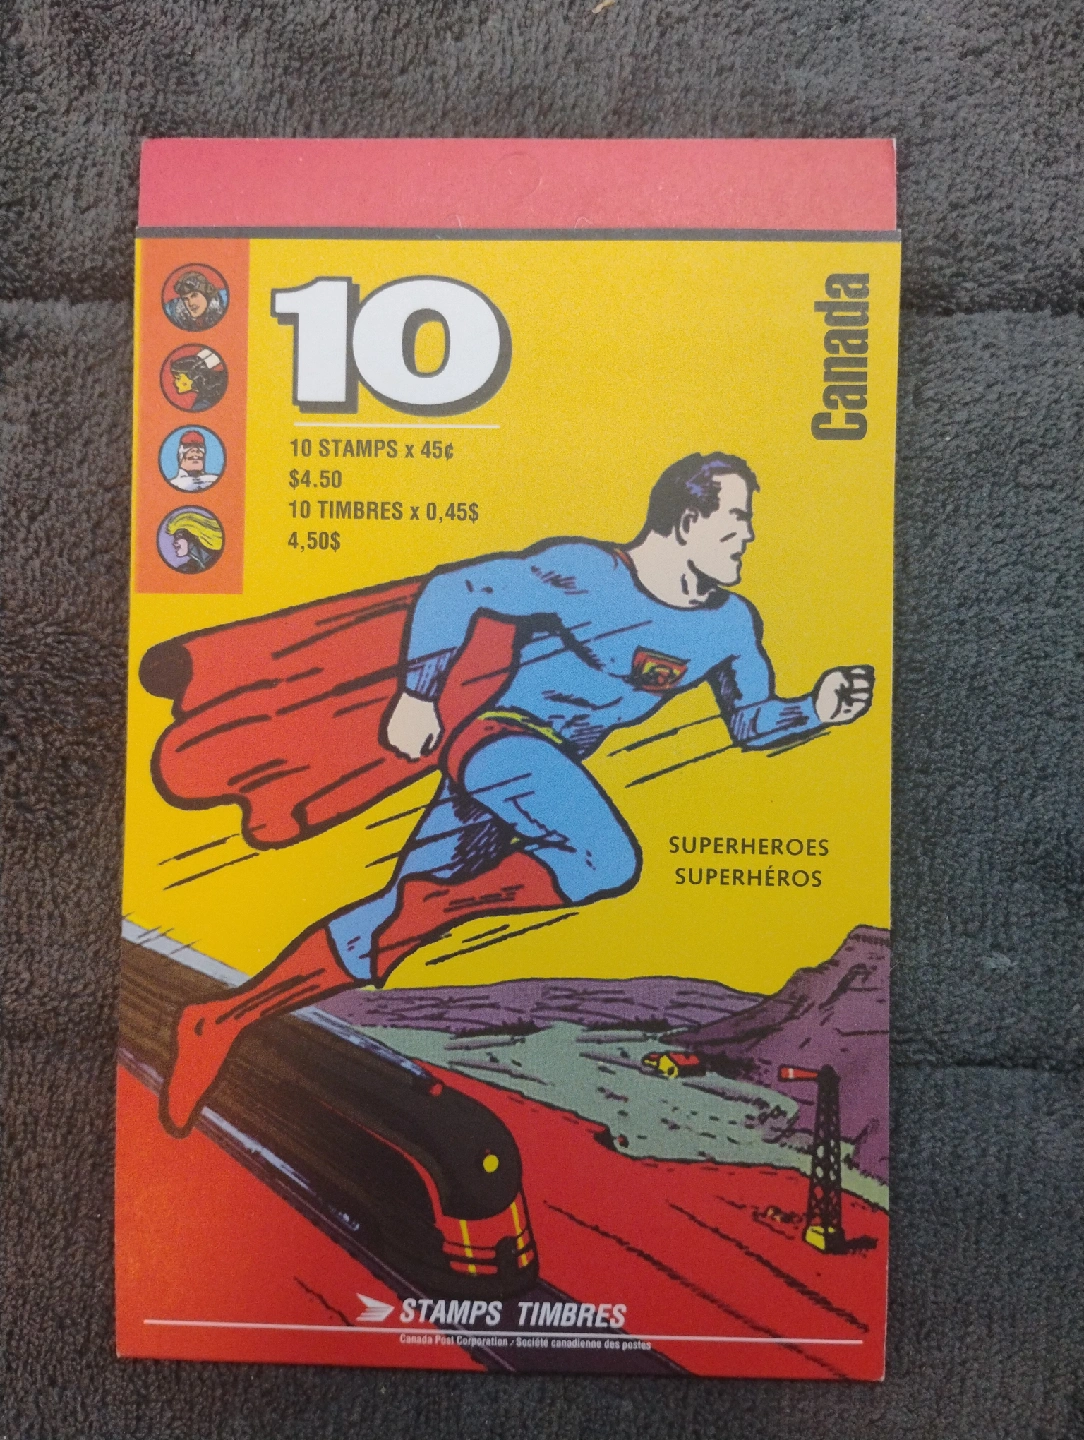 10
Canada
10 STAMPS x 45¢
$4.50
10 TIMBRES x 0,45$
4,50$
SUPERHEROES
SUPERHÉROS
STAMPS TIMBRES
Canada Post Corporation / Société canadienne des postes